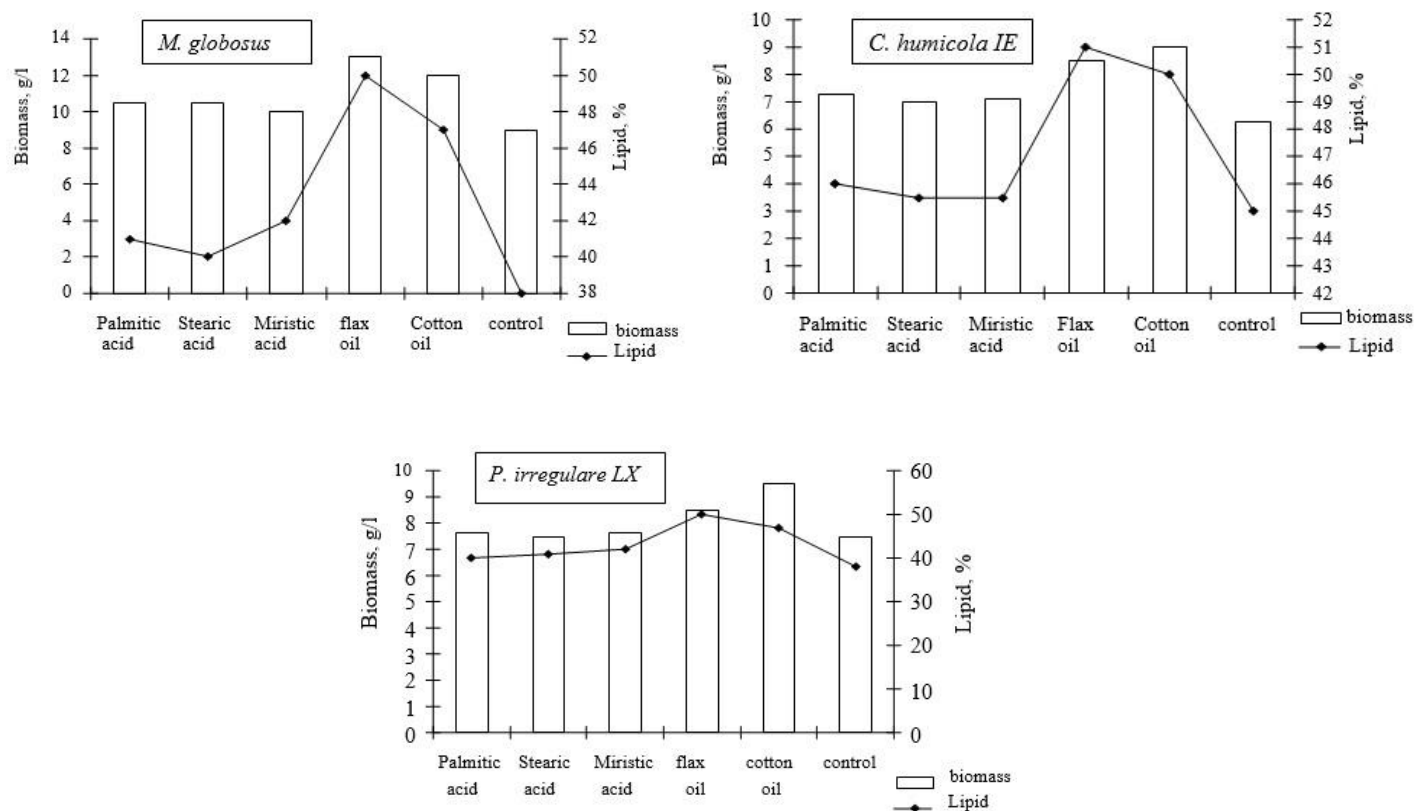 M. globosus
Biomass, g/l
14
12
10
8
6
4
2
0
52
50
48
46
44
42
40
38
Lipid, %
Palmitic acid
Stearic acid
Miristic acid
flax oil
Cotton oil
control
biomass
Lipid
C. humicola IE
Biomass, g/l
10
9
8
7
6
5
4
3
2
1
0
52
51
50
49
48
47
46
45
44
43
42
Lipid, %
Palmitic acid
Stearic acid
Miristic acid
Flax oil
Cotton oil
control
biomass
Lipid
P. irregulare LX
Biomass, g/l
10
9
8
7
6
5
4
3
2
1
0
60
50
40
30
20
10
0
Lipid, %
Palmitic acid
Stearic acid
Miristic acid
flax oil
cotton oil
control
biomass
Lipid